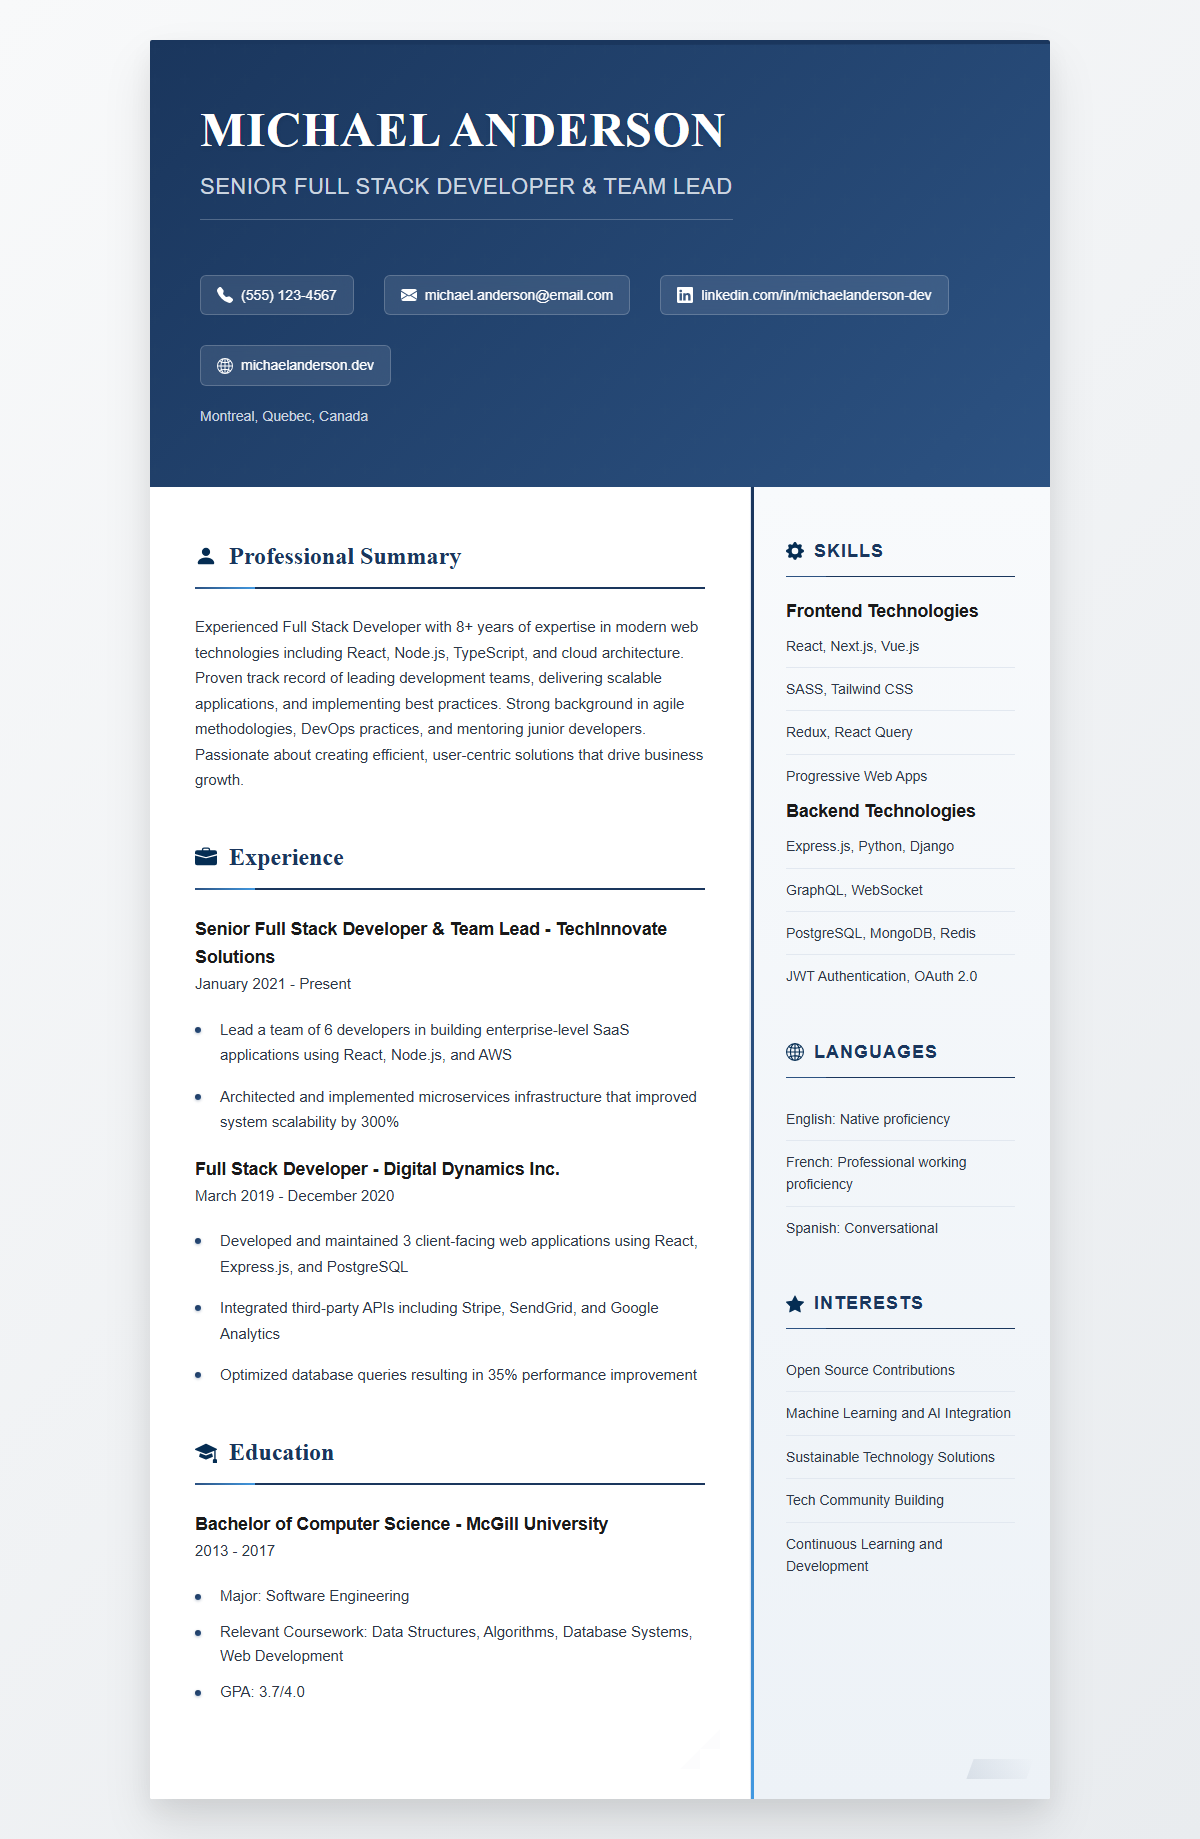 MICHAEL ANDERSON
SENIOR FULL STACK DEVELOPER & TEAM LEAD
(555) 123-4567
michael.anderson@email.com
linkedin.com/in/michaelanderson-dev
michaelanderson.dev
Montreal, Quebec, Canada
Professional Summary
Experienced Full Stack Developer with 8+ years of expertise in modern web
technologies including React, Node.js, TypeScript, and cloud architecture.
Proven track record of leading development teams, delivering scalable
applications, and implementing best practices. Strong background in agile
methodologies, DevOps practices, and mentoring junior developers.
Passionate about creating efficient, user-centric solutions that drive business
growth.
Experience
Senior Full Stack Developer & Team Lead - TechInnovate
Solutions
January 2021 - Present
Lead a team of 6 developers in building enterprise-level SaaS
applications using React, Node.js, and AWS
Architected and implemented microservices infrastructure that improved
system scalability by 300%
Full Stack Developer - Digital Dynamics Inc.
March 2019 - December 2020
Developed and maintained 3 client-facing web applications using React,
Express.js, and PostgreSQL
Integrated third-party APIs including Stripe, SendGrid, and Google
Analytics
Optimized database queries resulting in 35% performance improvement
Education
Bachelor of Computer Science - McGill University
2013 - 2017
Major: Software Engineering
Relevant Coursework: Data Structures, Algorithms, Database Systems,
Web Development
GPA: 3.7/4.0
SKILLS
Frontend Technologies
React, Next.js, Vue.js
SASS, Tailwind CSS
Redux, React Query
Progressive Web Apps
Backend Technologies
Express.js, Python, Django
GraphQL, WebSocket
PostgreSQL, MongoDB, Redis
JWT Authentication, OAuth 2.0
LANGUAGES
English: Native proficiency
French: Professional working
proficiency
Spanish: Conversational
INTERESTS
Open Source Contributions
Machine Learning and AI Integration
Sustainable Technology Solutions
Tech Community Building
Continuous Learning and
Development